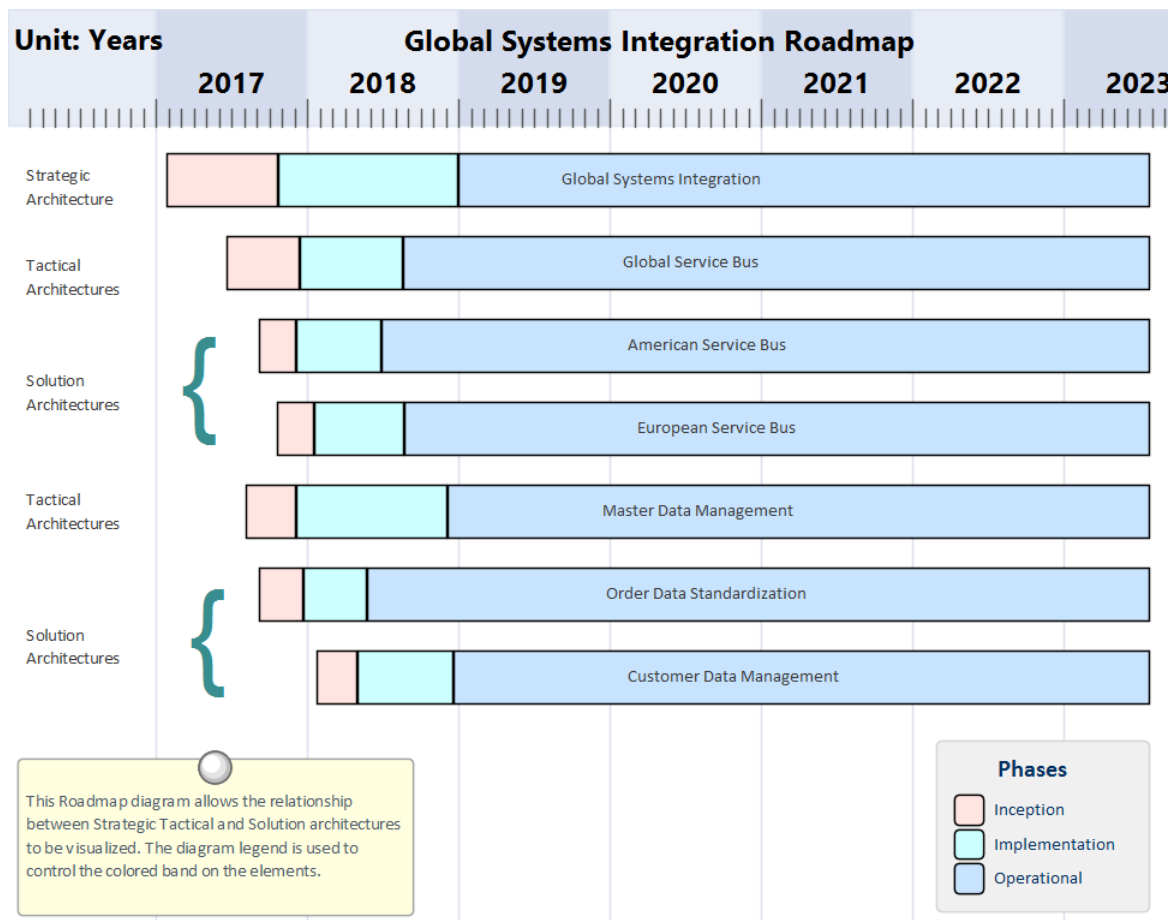 Unit: Years
Global Systems Integration Roadmap
2017
2018
2019
2020
2021
2022
2023
Strategic
Architecture
Global Systems Integration
Tactical
Architectures
Global Service Bus
American Service Bus
Solution
Architectures
European Service Bus
Tactical
Architectures
Master Data Management
Order Data Standardization
Solution
Architectures
Customer Data Management
This Roadmap diagram allows the relationship
between Strategic Tactical and Solution architectures
to be visualized. The diagram legend is used to
control the colored band on the elements.
Phases
Inception
Implementation
Operational